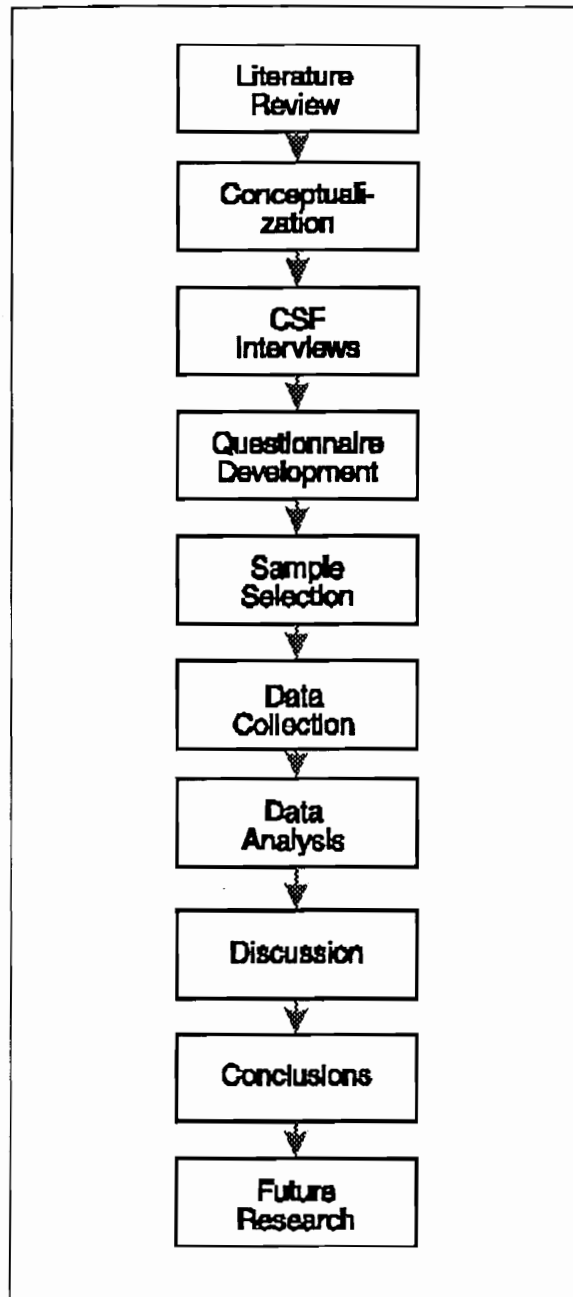 Literature
Review
Conceptuali-
zation
CSF
Interviews
Questionnaire
Development
Sample
Selection
Data
Collection
Data
Analysis
Discussion
Conclusions
Future
Research